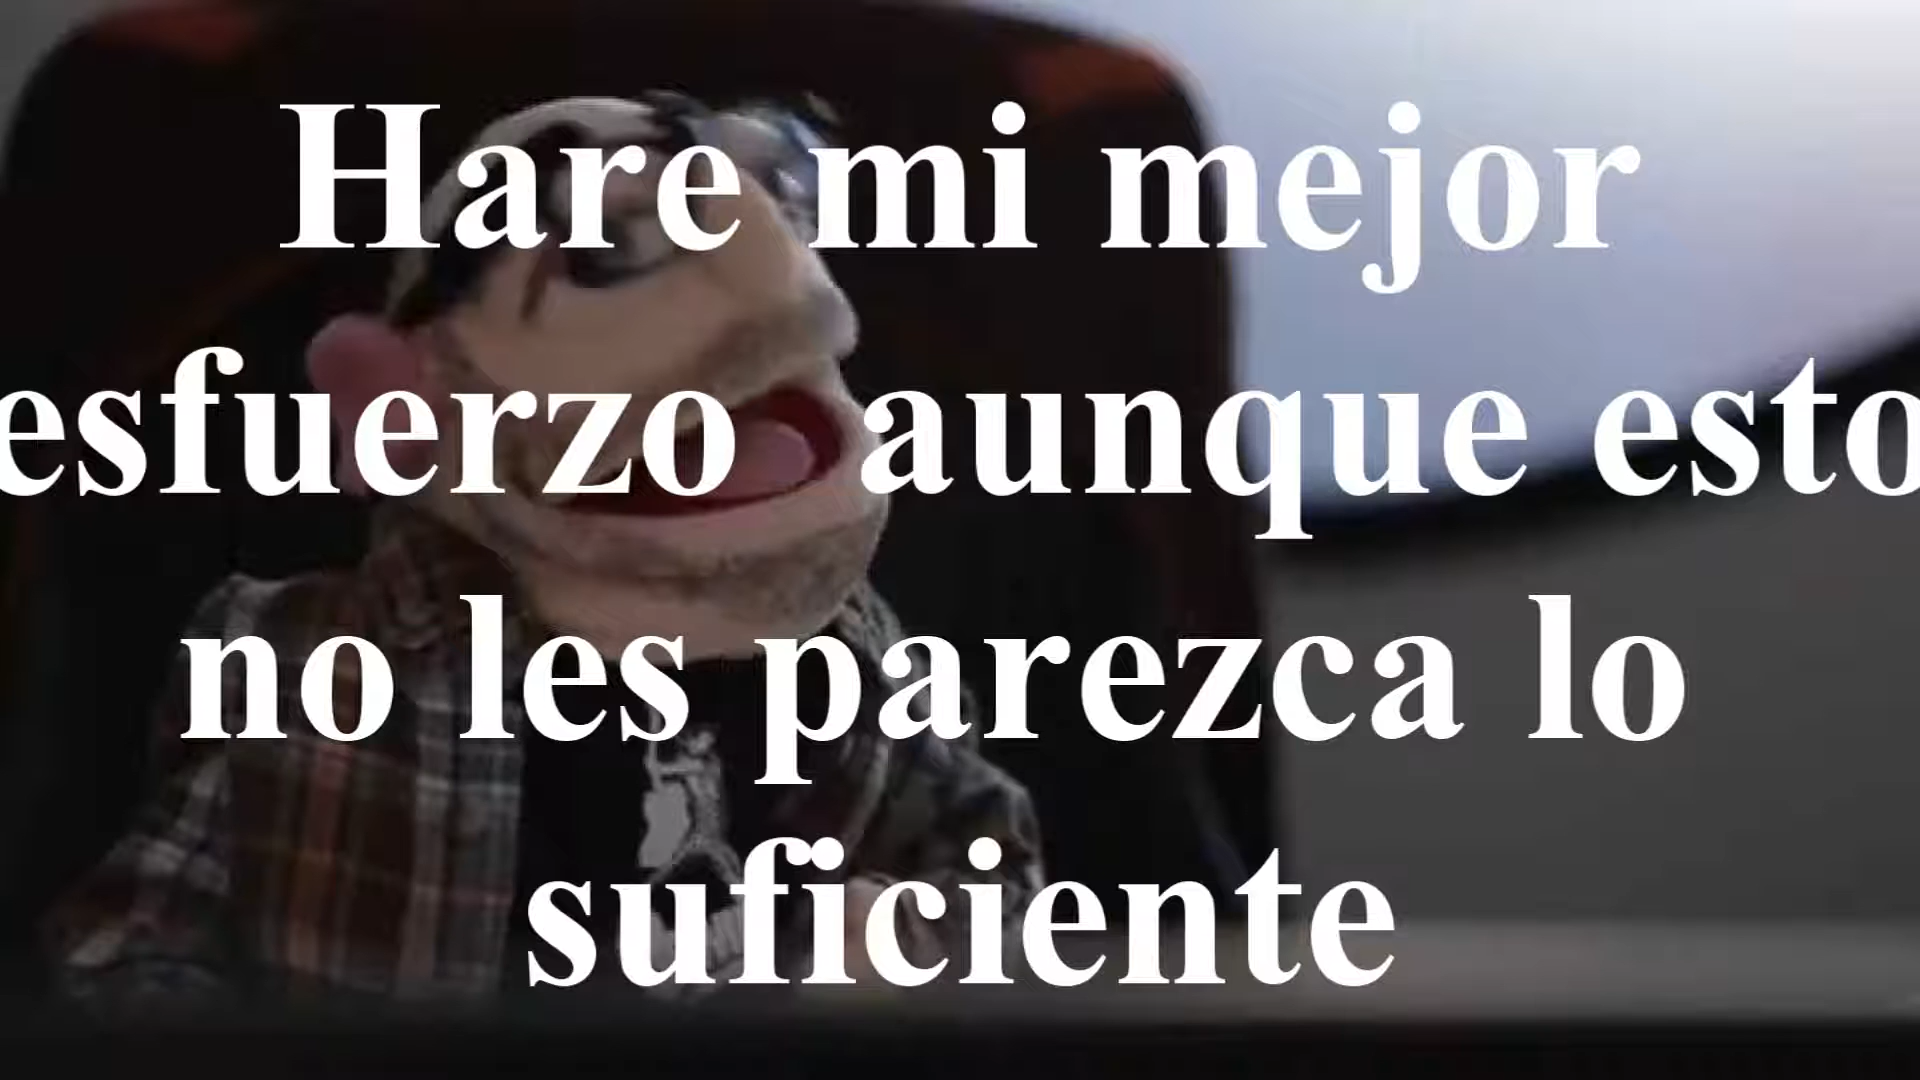 Hare mi mejor
esfuerzo  aunque esto
no les parezca lo
suficiente